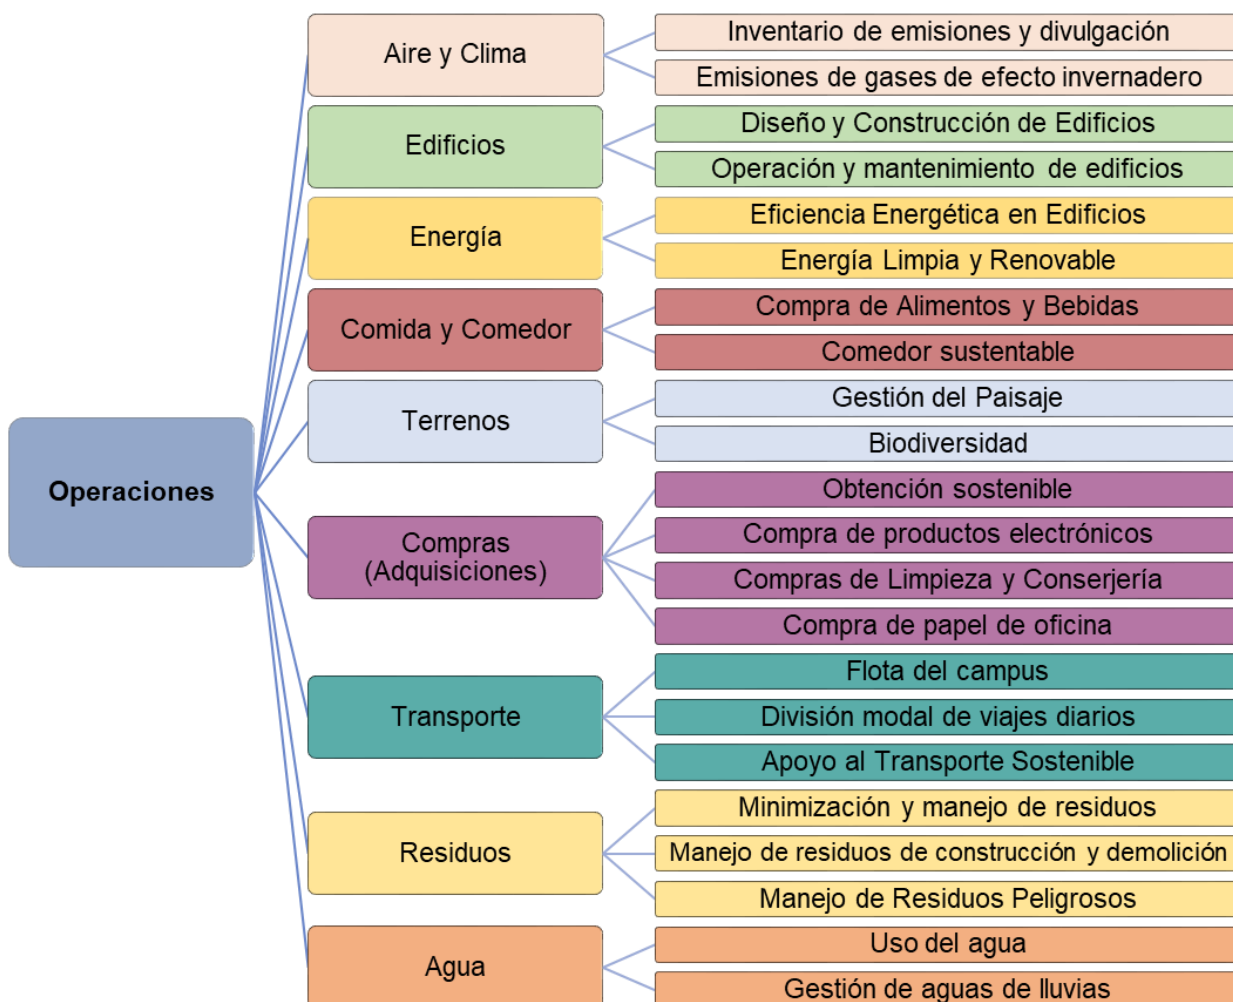 Operaciones
Aire y Clima
Inventario de emisiones y divulgación
Emisiones de gases de efecto invernadero
Edificios
Diseño y Construcción de Edificios
Operación y mantenimiento de edificios
Energía
Eficiencia Energética en Edificios
Energía Limpia y Renovable
Comida y Comedor
Compra de Alimentos y Bebidas
Comedor sustentable
Terrenos
Gestión del Paisaje
Biodiversidad
Compras
(Adquisiciones)
Obtención sostenible
Compra de productos electrónicos
Compras de Limpieza y Conserjería
Compra de papel de oficina
Transporte
Flota del campus
División modal de viajes diarios
Apoyo al Transporte Sostenible
Residuos
Minimización y manejo de residuos
Manejo de residuos de construcción y demolición
Manejo de Residuos Peligrosos
Agua
Uso del agua
Gestión de aguas de lluvias